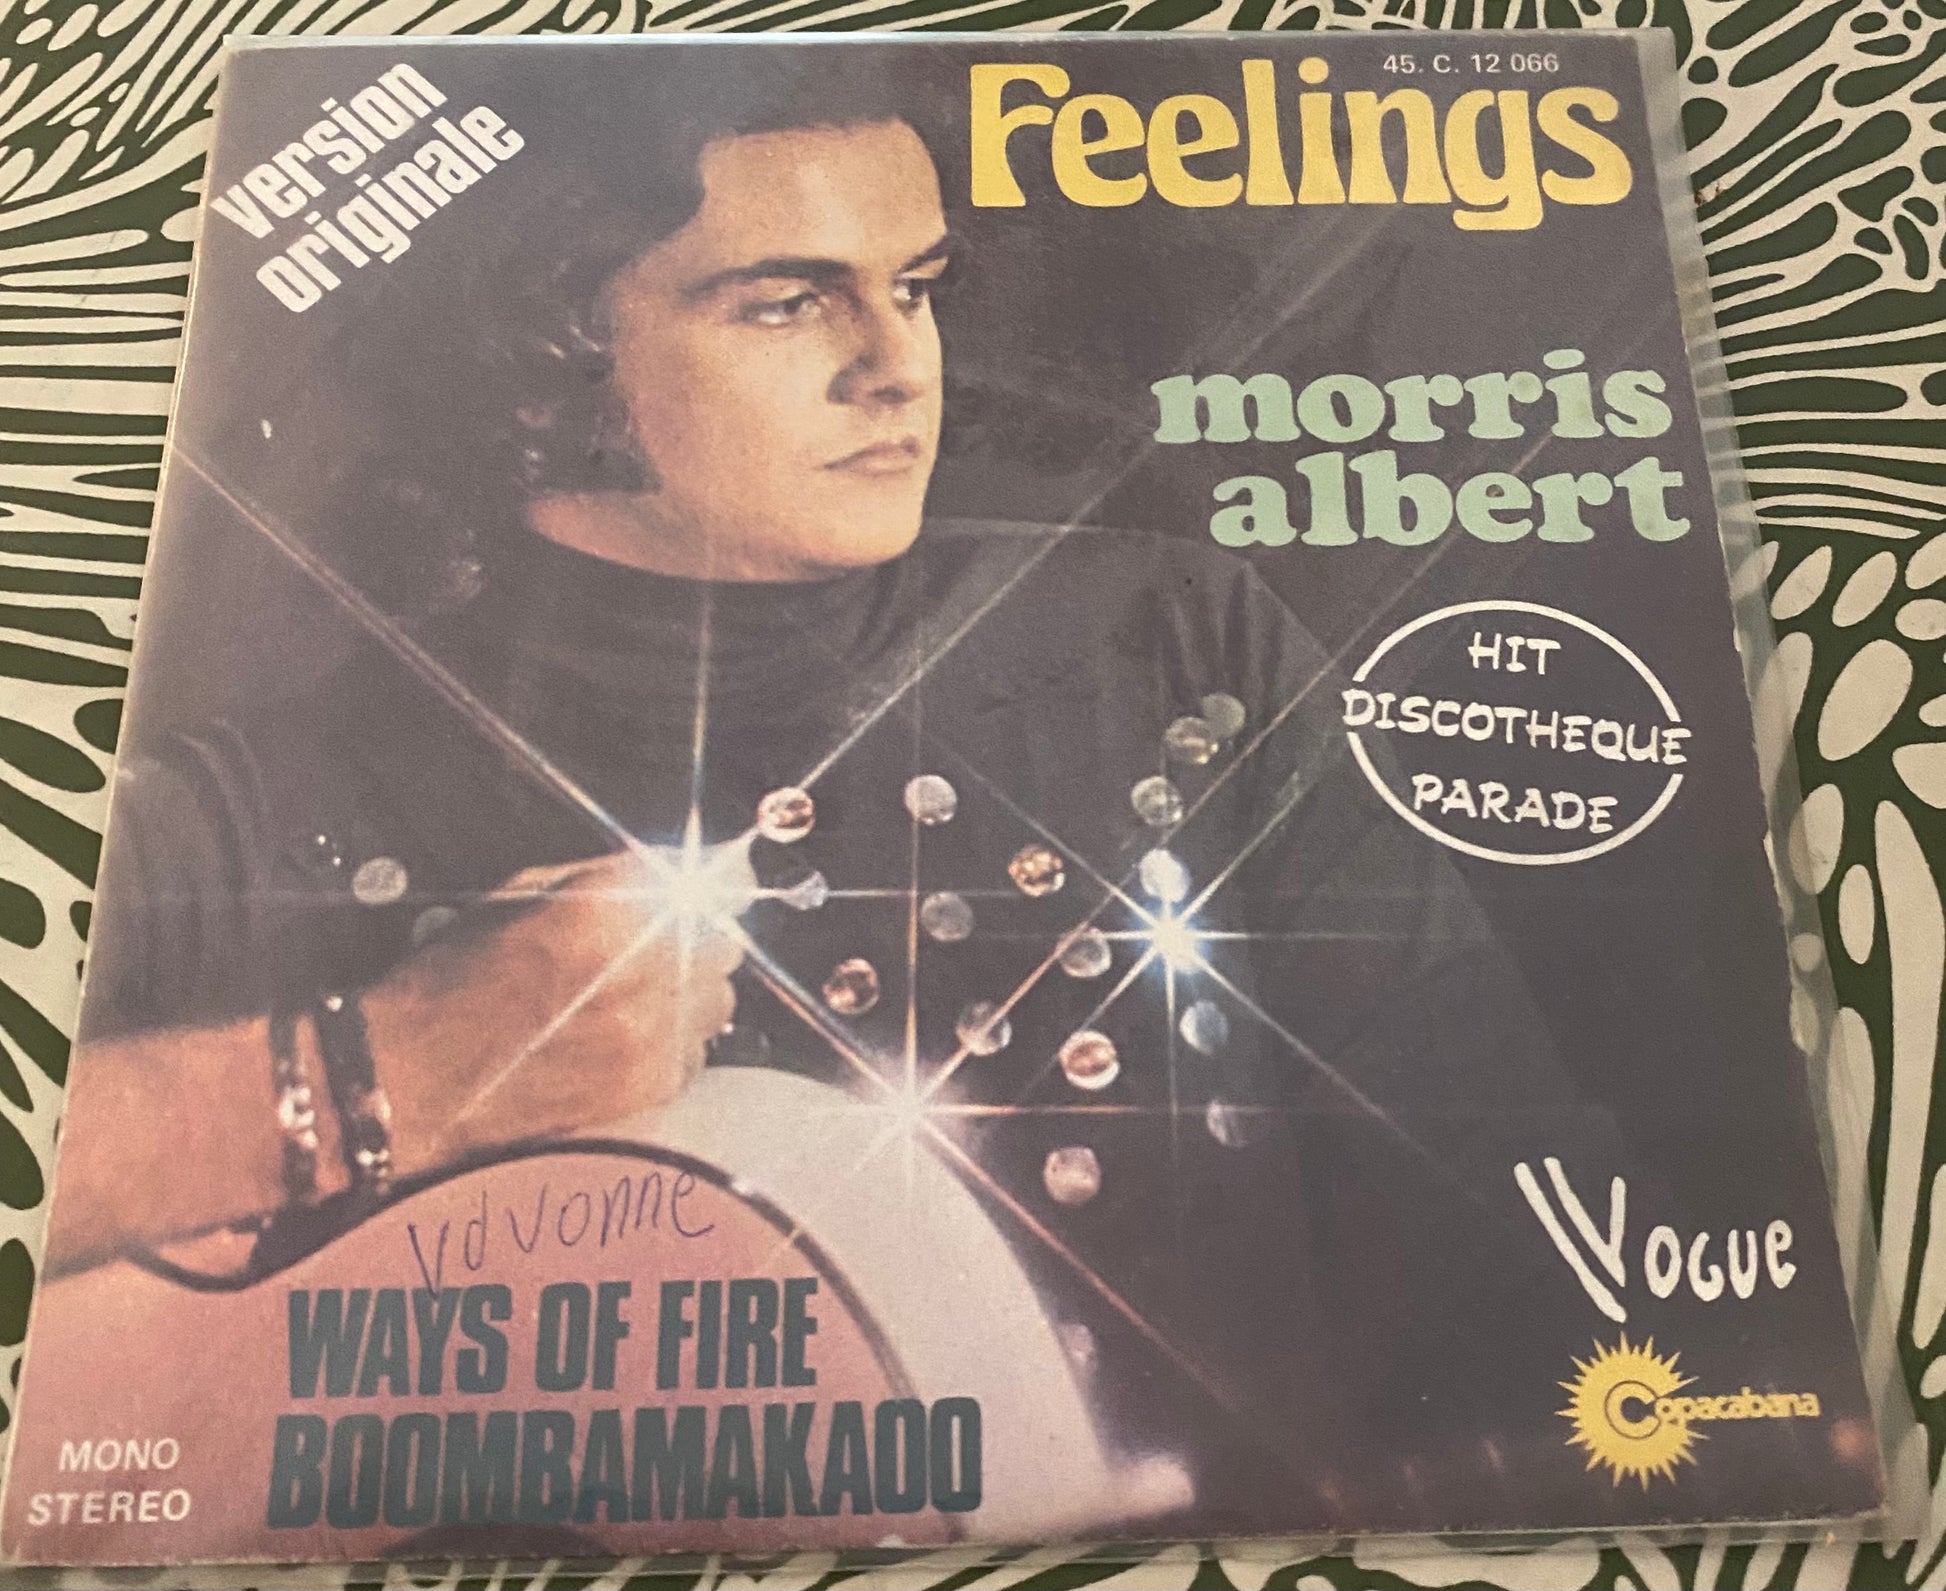 version
originale
45. C. 12 066
Feelings
morris
albert
HIT
DISCOTHEQUE
PARADE
VOGUE
Copacabana
WAYS OF FIRE
BOOMBAMAKAOO
MONO
STEREO